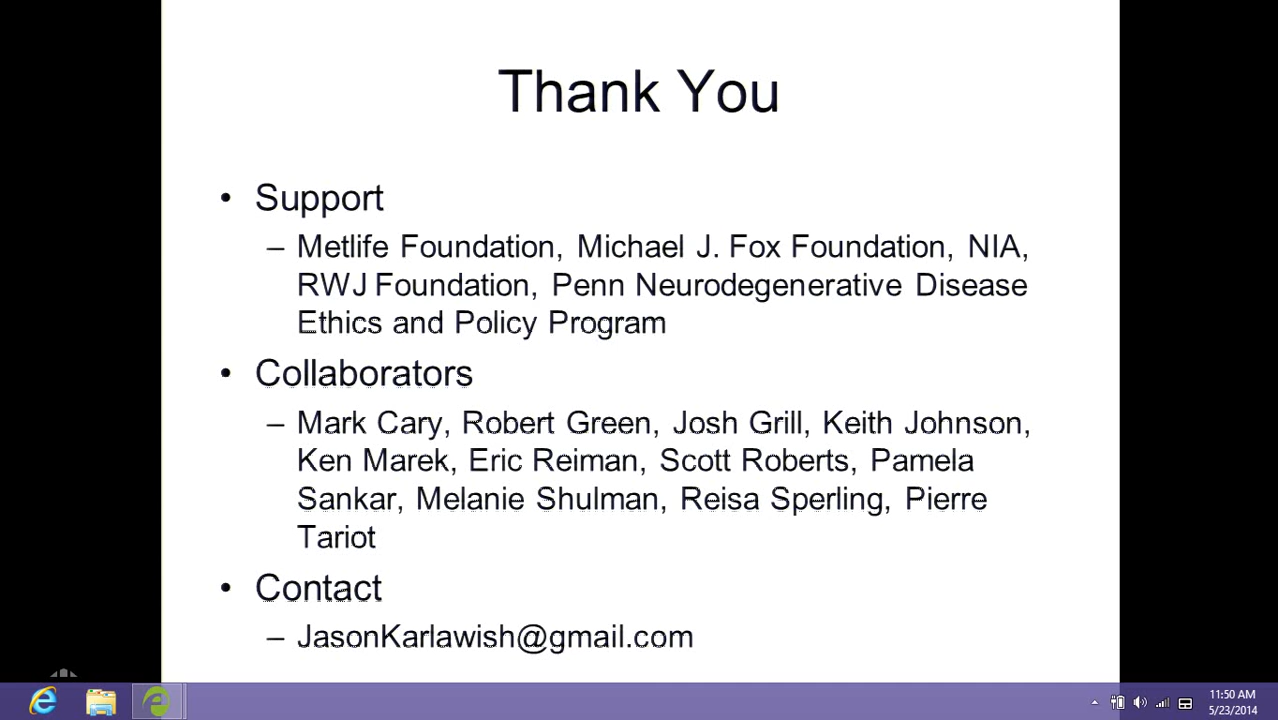 Thank You
• Support
– Metlife Foundation, Michael J. Fox Foundation, NIA,
RWJ Foundation, Penn Neurodegenerative Disease
Ethics and Policy Program
• Collaborators
– Mark Cary, Robert Green, Josh Grill, Keith Johnson,
Ken Marek, Eric Reiman, Scott Roberts, Pamela
Sankar, Melanie Shulman, Reisa Sperling, Pierre
Tariot
• Contact
– JasonKarlawish@gmail.com
11:50 AM
5/23/2014